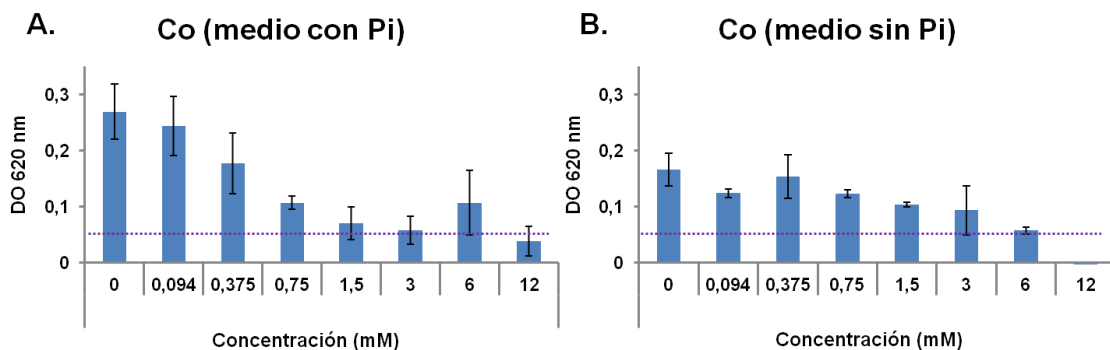 A.
Co (medio con Pi)
DO 620 nm
0,3
0,2
0,1
0
0 0,094 0,375 0,75 1,5 3 6 12
Concentración (mM)
B.
Co (medio sin Pi)
DO 620 nm
0,3
0,2
0,1
0
0 0,094 0,375 0,75 1,5 3 6 12
Concentración (mM)